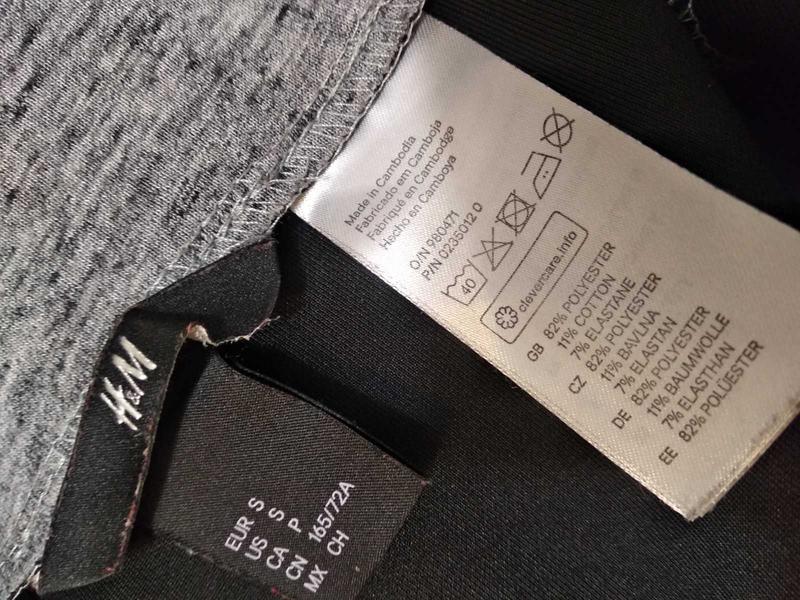 Made in Cambodia
Fabricado em Camboja
Fabriqué en Cambodge
Hecho en Camboya
O/N 980471
P/N 0235012 0
40
clevercare.info
GB 82% POLYESTER
11% COTTON
7% ELASTANE
CZ 82% POLYESTER
11% BAVLNA
7% ELASTAN
DE 82% POLYESTER
11% BAUMWOLLE
7% ELASTHAN
EE 82% POLÜESTER
H&M
EUR S
US S
CA P
CN 165/72A
MX CH